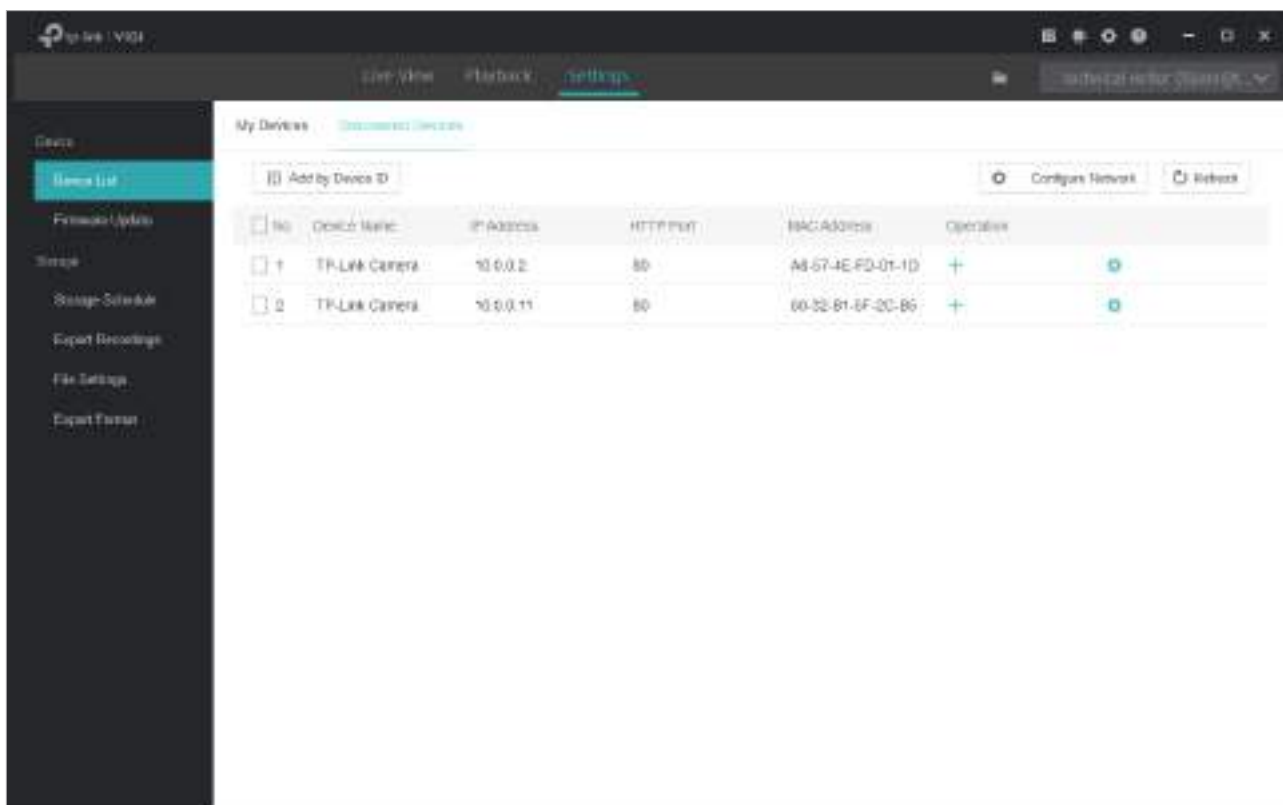 tp-link | VIGI
Live View Playback Settings
Device
Device List
Firmware Update
Storage
Storage Schedule
Export Recordings
File Settings
Export Format
My Devices Discovered Devices
Add by Device ID Configure Network Refresh
No. Device Name IP Address HTTP Port MAC Address Operation
1 TP-Link Camera 10.0.0.2 80 A8-57-4E-FD-01-1D
2 TP-Link Camera 10.0.0.11 80